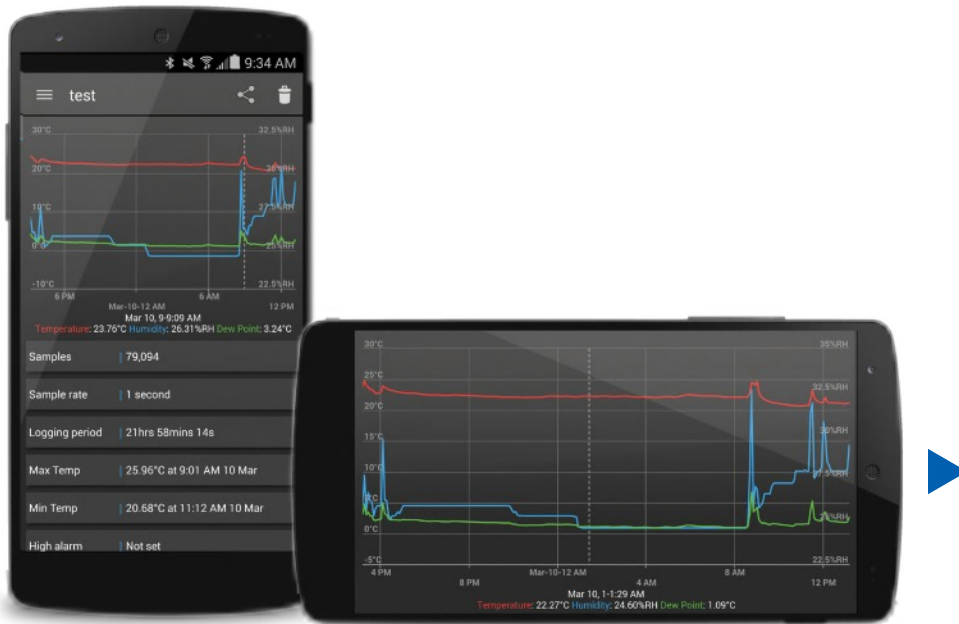 9:34 AM
test
30°C 32.5%RH
20°C 30%RH
10°C 27.5%RH
0°C 25%RH
-10°C 22.5%RH
6 PM Mar-10-12 AM 6 AM 12 PM
Mar 10, 9-9:09 AM
Temperature: 23.76°C Humidity: 26.31%RH Dew Point: 3.24°C
Samples 79,094
Sample rate 1 second
Logging period 21hrs 58mins 14s
Max Temp 25.96°C at 9:01 AM 10 Mar
Min Temp 20.68°C at 11:12 AM 10 Mar
High alarm Not set
30°C 35%RH
25°C
32.5%RH
20°C
30%RH
15°C
10°C
0°C
-5°C 22.5%RH
4 PM 8 PM Mar-10-12 AM 4 AM 8 AM 12 PM
Mar 10, 1-1:29 AM
Temperature: 22.27°C Humidity: 24.60%RH Dew Point: 1.09°C